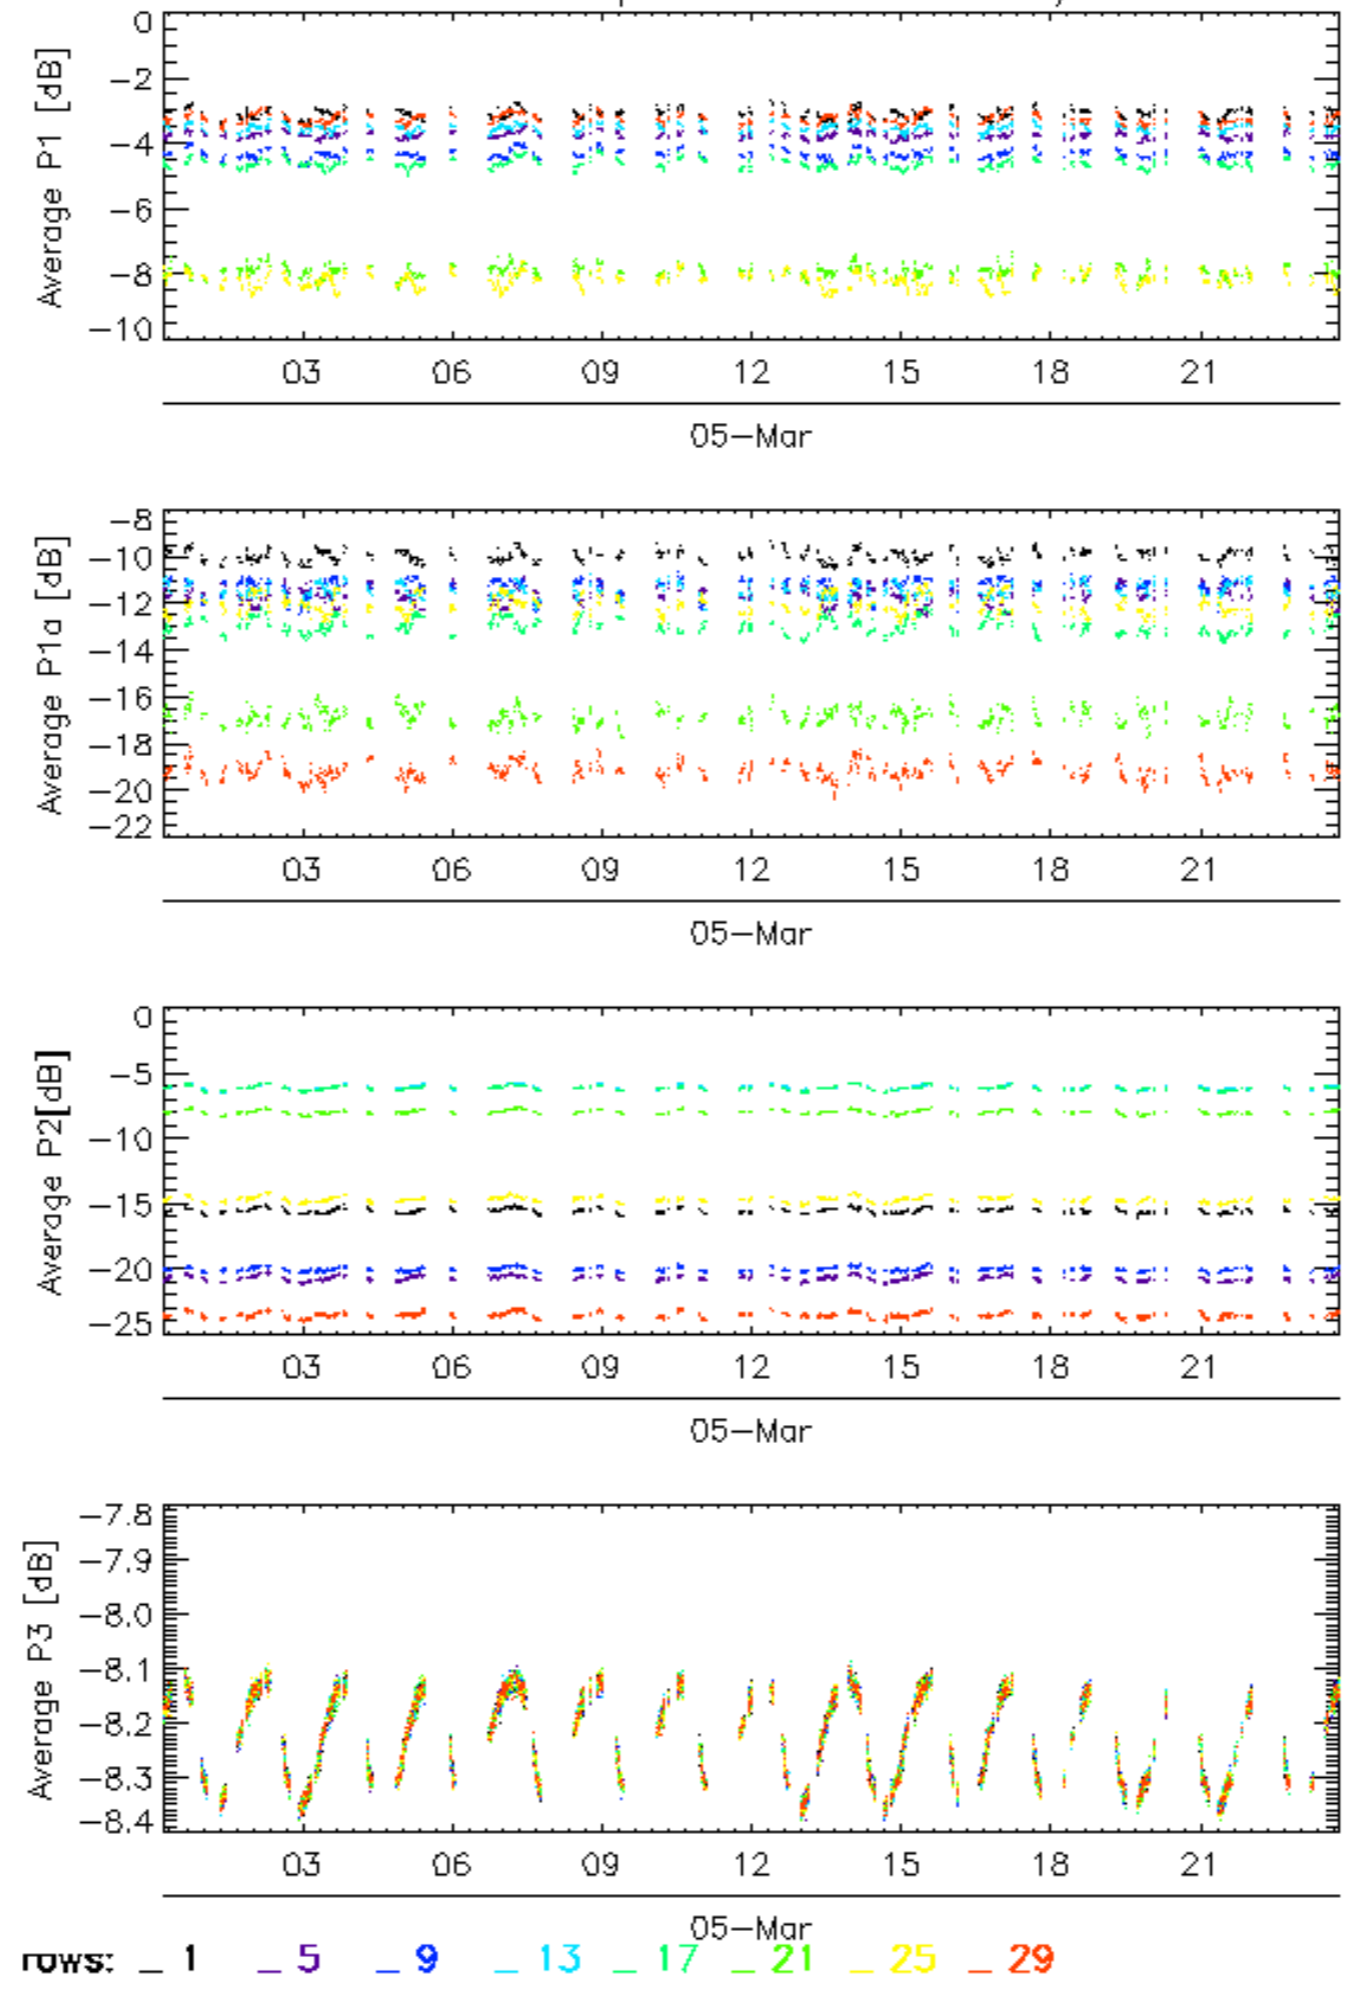 Average P1 [dB]
0
−2
−4
−6
−8
−10
03 06 09 12 15 18 21
05−Mar
Average P1a [dB]
−8
−10
−12
−14
−16
−18
−20
−22
03 06 09 12 15 18 21
05−Mar
Average P2[dB]
0
−5
−10
−15
−20
−25
03 06 09 12 15 18 21
05−Mar
Average P3 [dB]
−7.8
−7.9
−8.0
−8.1
−8.2
−8.3
−8.4
03 06 09 12 15 18 21
05−Mar
rows: _ 1 _ 5 _ 9 _ 13 _ 17 _ 21 _ 25 _ 29